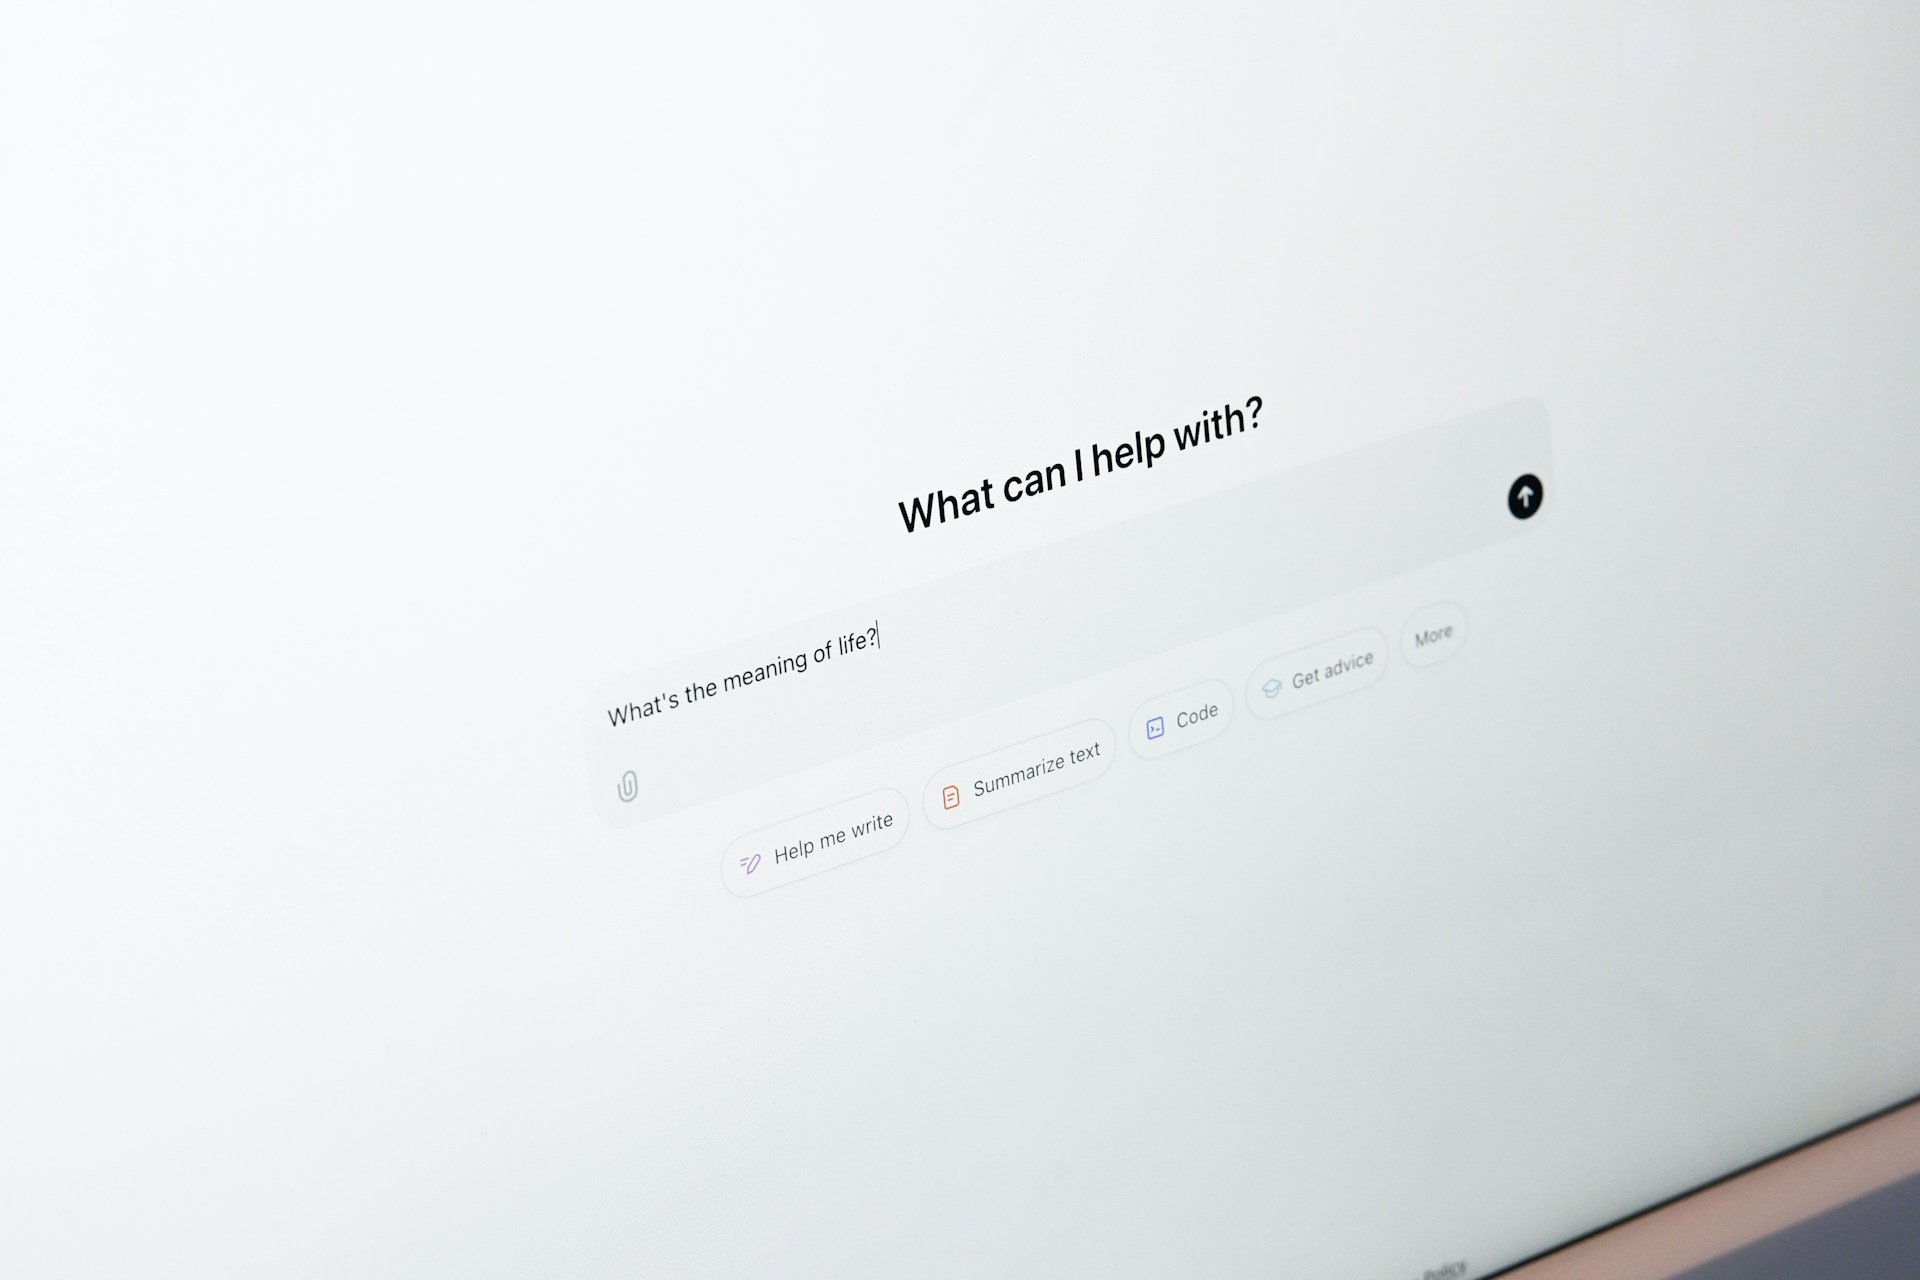 What can I help with?
What's the meaning of life?
Help me write
Summarize text
Code
Get advice
More
Policy